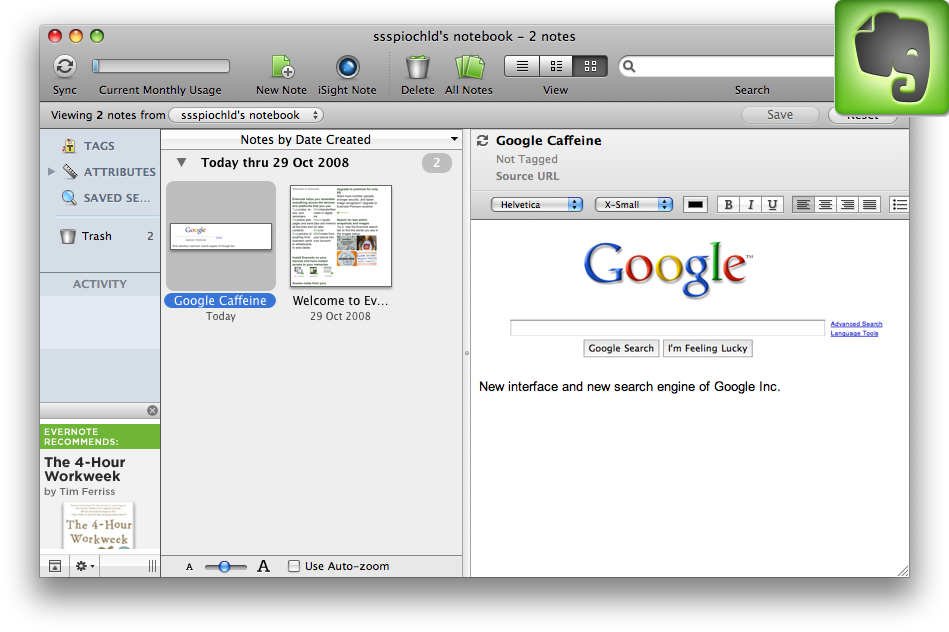 ssspiochld's notebook – 2 notes
Sync
Current Monthly Usage
New Note
iSight Note
Delete
All Notes
View
Search
Viewing 2 notes from
ssspiochld's notebook
Save
Reset
TAGS
ATTRIBUTES
SAVED SE...
Trash
2
ACTIVITY
EVERNOTE
RECOMMENDS:
The 4-Hour
Workweek
by Tim Ferriss
The 4-Hour
Workweek
Notes by Date Created
Today thru 29 Oct 2008
2
Google
Google Caffeine
Today
Welcome to Ev...
29 Oct 2008
A
A
Use Auto-zoom
Google Caffeine
Not Tagged
Source URL
Helvetica
X-Small
B I U
Google™
Advanced Search
Language Tools
Google Search
I'm Feeling Lucky
New interface and new search engine of Google Inc.